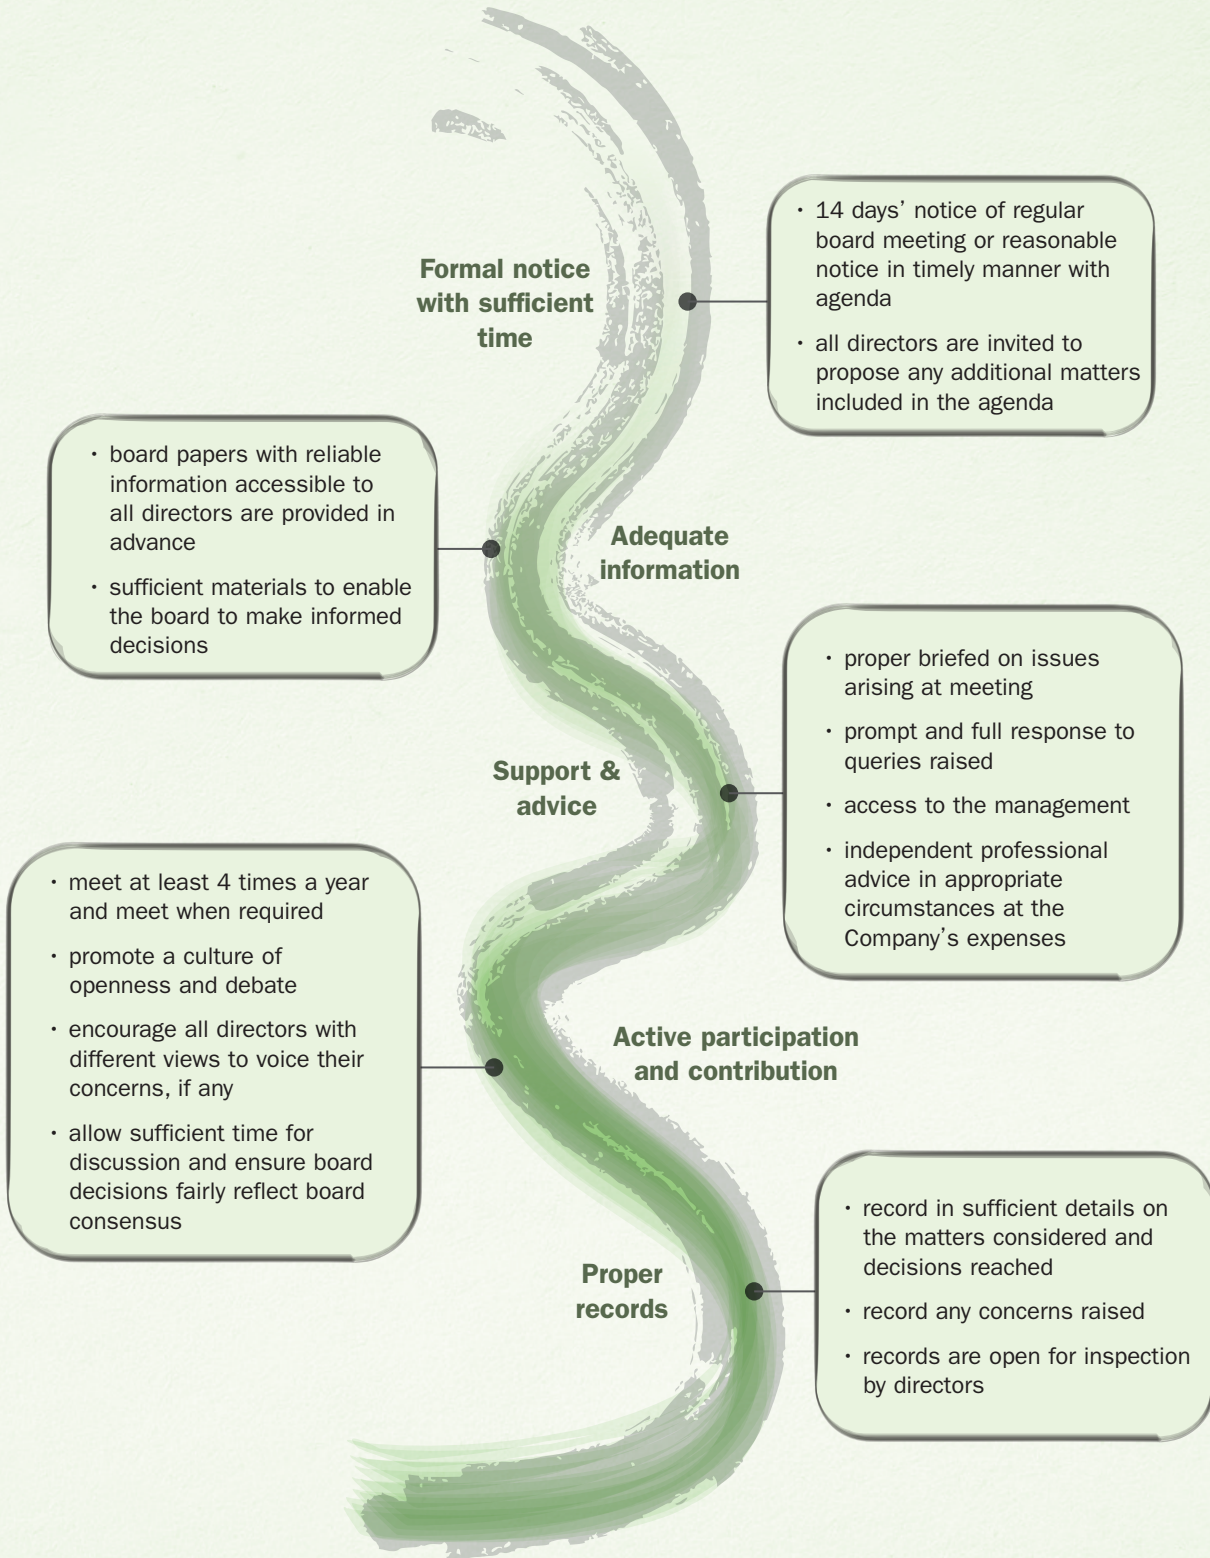 Formal notice
with sufficient
time
• 14 days’ notice of regular
board meeting or reasonable
notice in timely manner with
agenda
• all directors are invited to
propose any additional matters
included in the agenda
• board papers with reliable
information accessible to
all directors are provided in
advance
• sufficient materials to enable
the board to make informed
decisions
Adequate
information
Support &
advice
• proper briefed on issues
arising at meeting
• prompt and full response to
queries raised
• access to the management
• independent professional
advice in appropriate
circumstances at the
Company’s expenses
• meet at least 4 times a year
and meet when required
• promote a culture of
openness and debate
• encourage all directors with
different views to voice their
concerns, if any
• allow sufficient time for
discussion and ensure board
decisions fairly reflect board
consensus
Active participation
and contribution
Proper
records
• record in sufficient details on
the matters considered and
decisions reached
• record any concerns raised
• records are open for inspection
by directors